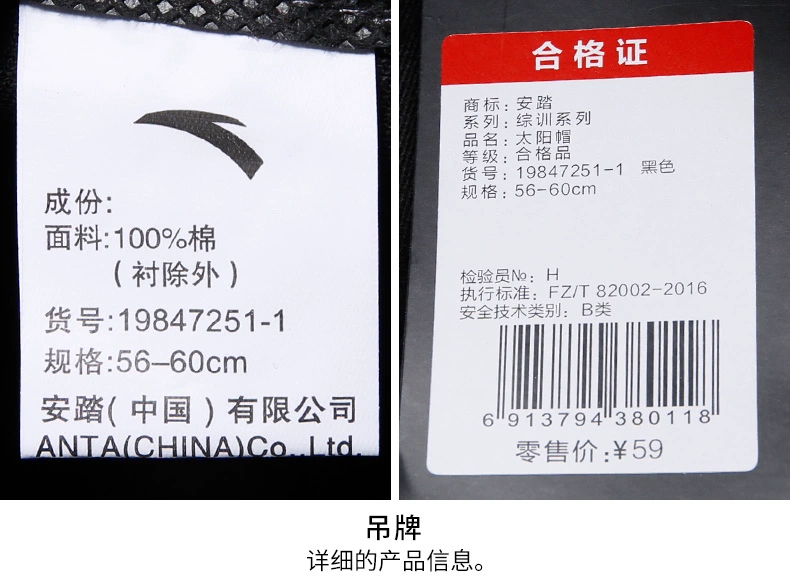 成份:
面料:100%棉
(衬除外)
货号:19847251-1
规格:56–60cm
安踏(中国)有限公司
ANTA(CHINA)Co.,Ltd.
合格证
商标: 安踏
系列: 综训系列
品名: 太阳帽
等级: 合格品
货号: 19847251-1 黑色
规格: 56-60cm
检验员№: H
执行标准: FZ/T 82002-2016
安全技术类别: B类
6 913794 380118
零售价:¥59
吊牌
详细的产品信息。